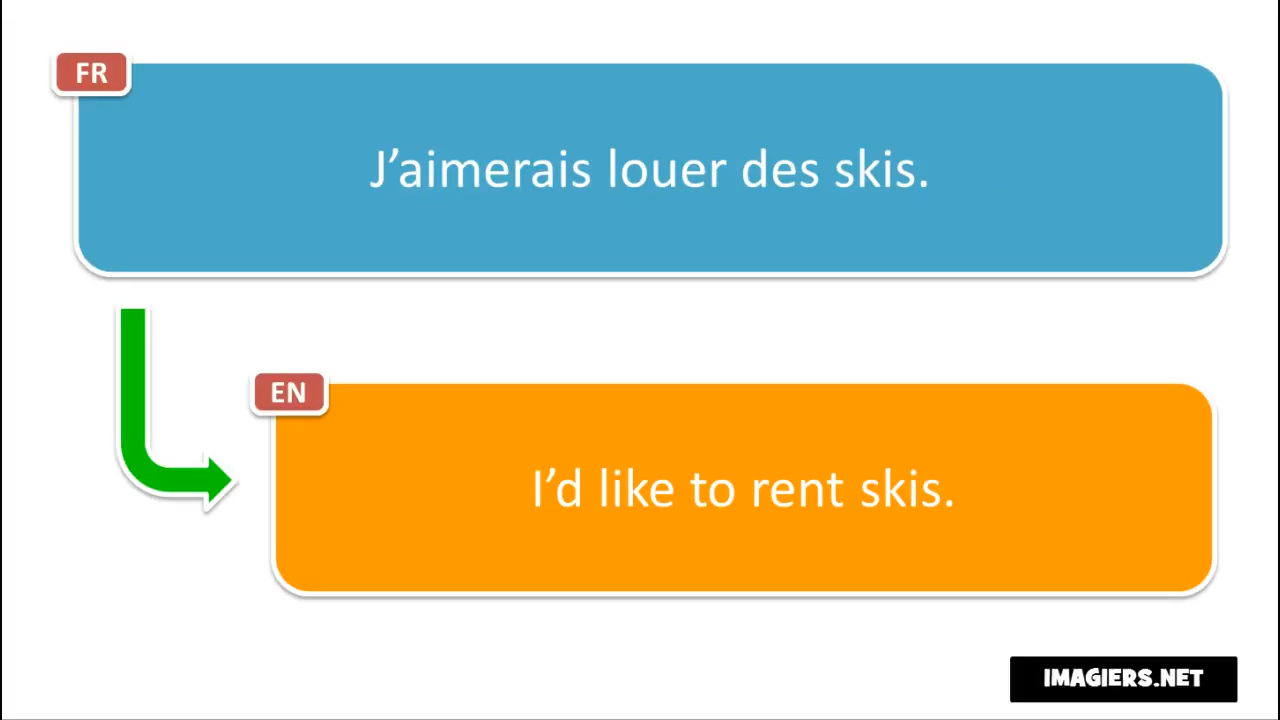 FR
J’aimerais louer des skis.
EN
I’d like to rent skis.
IMAGIERS.NET